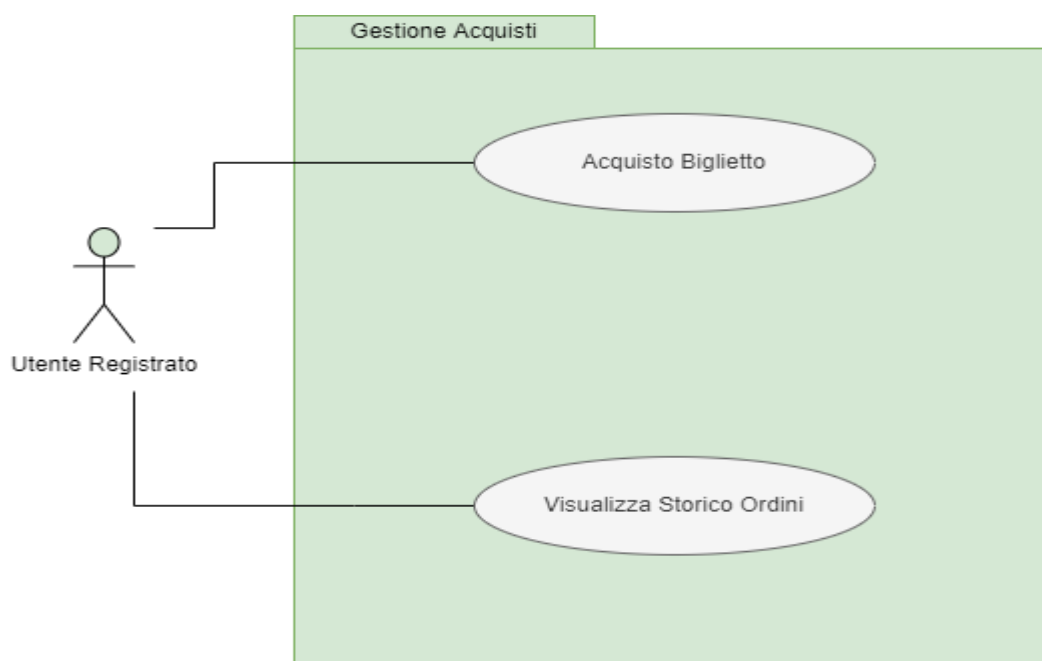 Gestione Acquisti
Acquisto Biglietto
Utente Registrato
Visualizza Storico Ordini